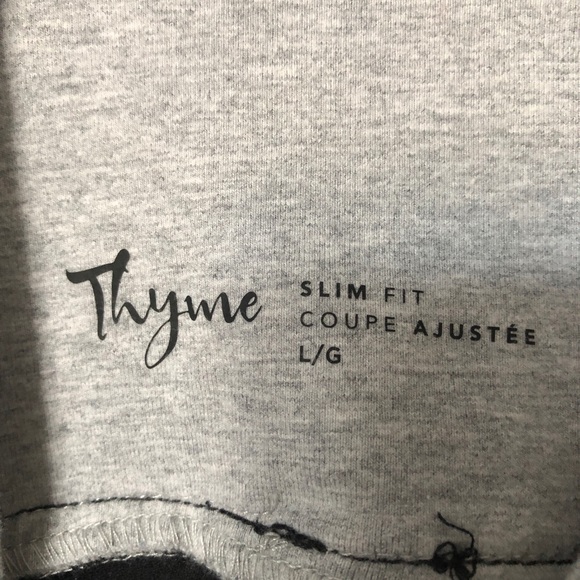 Thyme
SLIM FIT
COUPE AJUSTÉE
L/G